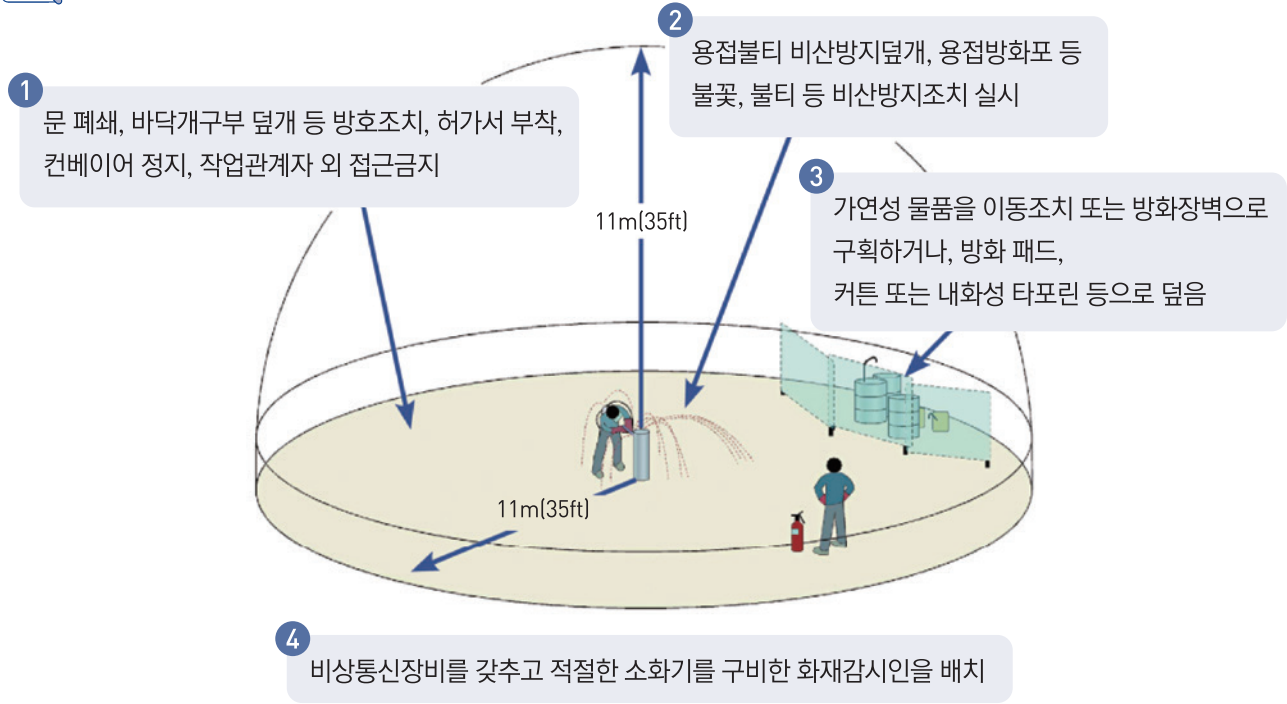 1
문 폐쇄, 바닥개구부 덮개 등 방호조치, 허가서 부착,
컨베이어 정지, 작업관계자 외 접근금지
2
용접불티 비산방지덮개, 용접방화포 등
불꽃, 불티 등 비산방지조치 실시
3
가연성 물품을 이동조치 또는 방화장벽으로
구획하거나, 방화 패드,
커튼 또는 내화성 타포린 등으로 덮음
11m(35ft)
11m(35ft)
4
비상통신장비를 갖추고 적절한 소화기를 구비한 화재감시인을 배치